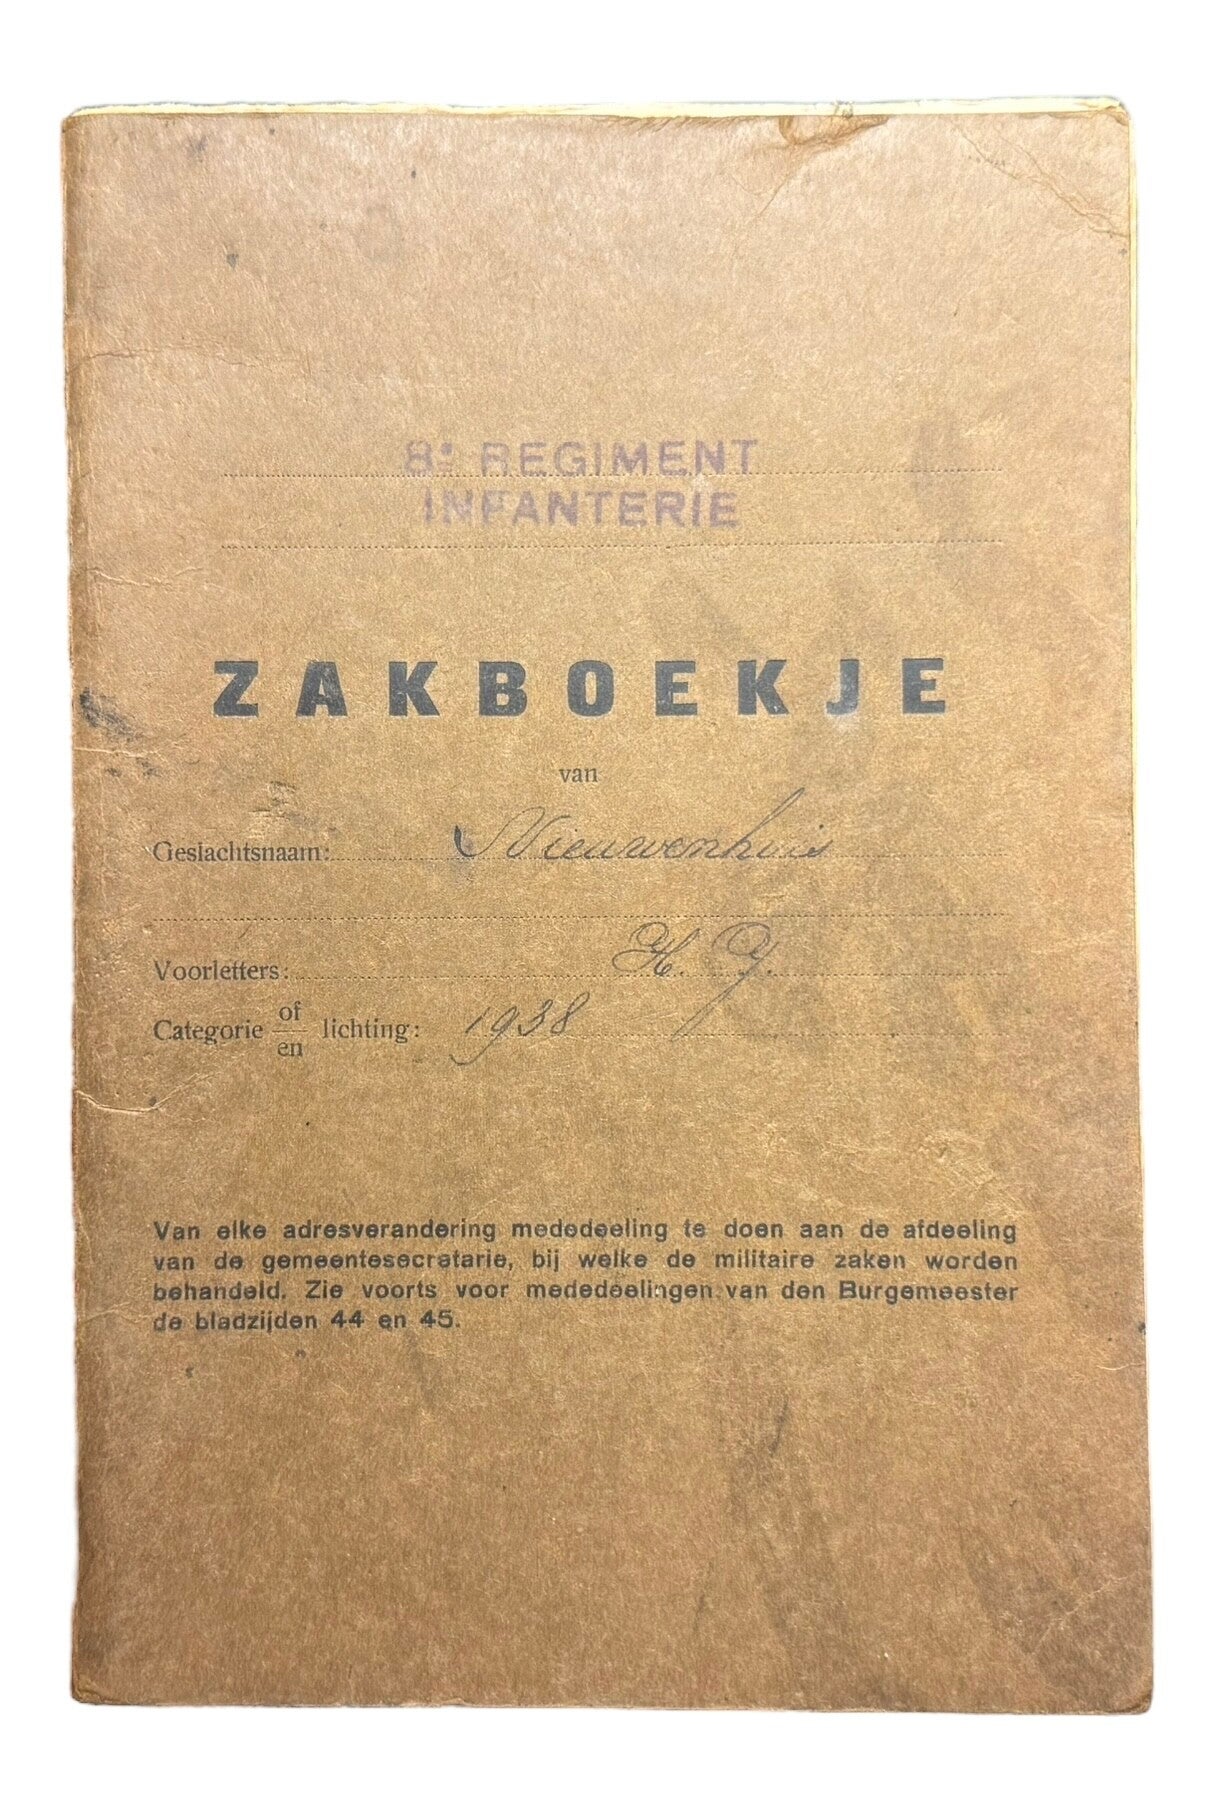 8e REGIMENT
INFANTERIE
ZAKBOEKJE
van
Geslachtsnaam: Nieuwenhuis
Voorletters: H. J.
Categorie of/en lichting: 1938
Van elke adresverandering mededeeling te doen aan de afdeeling
van de gemeentesecretarie, bij welke de militaire zaken worden
behandeld. Zie voorts voor mededeelingen van den Burgemeester
de bladzijden 44 en 45.